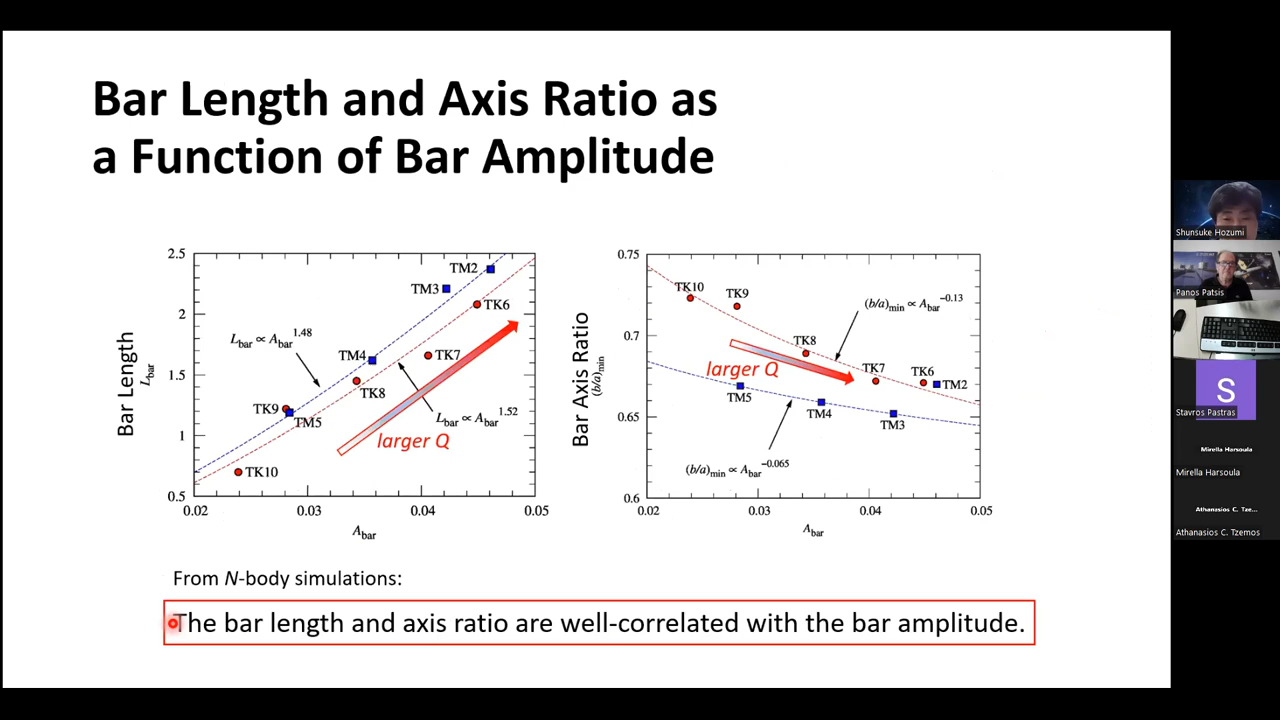 Bar Length and Axis Ratio as
a Function of Bar Amplitude
Bar Length
L_bar
2.5
2
1.5
1
0.5
0.02
0.03
0.04
0.05
A_bar
TM2
TM3
TK6
L_bar ∝ A_bar^1.48
TM4
TK7
TK8
TK9
TM5
L_bar ∝ A_bar^1.52
larger Q
TK10
Bar Axis Ratio
(b/a)_min
0.75
0.7
0.65
0.6
0.02
0.03
0.04
0.05
A_bar
TK10
TK9
(b/a)_min ∝ A_bar^−0.13
TK8
larger Q
TK7
TK6
TM2
TM5
TM4
TM3
(b/a)_min ∝ A_bar^−0.065
From N-body simulations:
The bar length and axis ratio are well-correlated with the bar amplitude.
Shunsuke Hozumi
Panos Patsis
S
Stavros Pastras
Mirella Harsoula
Mirella Harsoula
Athanasios C. Tze...
Athanasios C. Tzemos